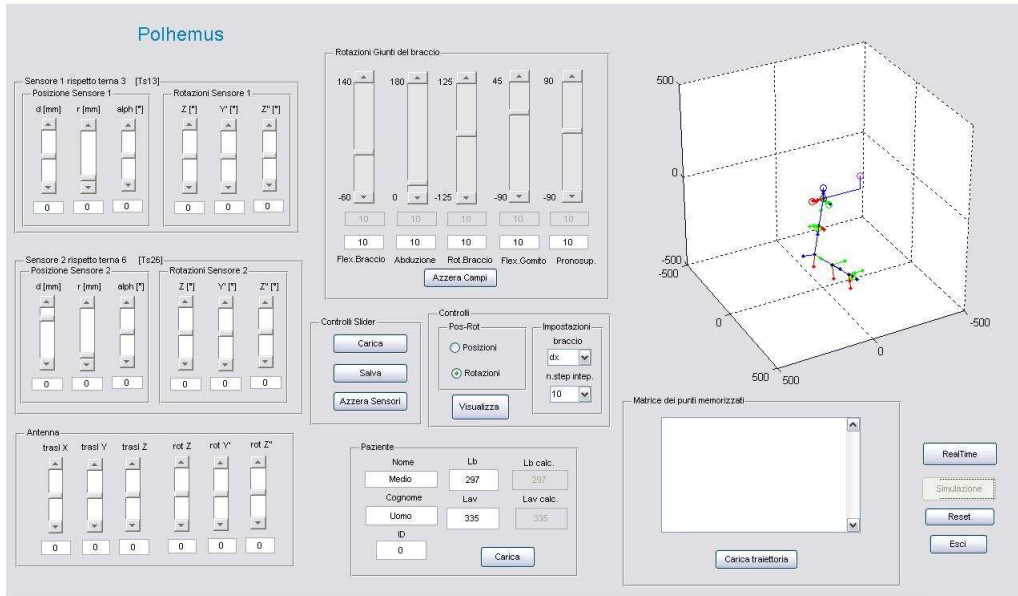 Polhemus
Sensore 1 rispetto terna 3 [Ts13]
Posizione Sensore 1
d [mm] r [mm] alph [°]
0 0 0
Rotazioni Sensore 1
Z [°] Y' [°] Z'' [°]
0 0 0
Sensore 2 rispetto terna 6 [Ts26]
Posizione Sensore 2
d [mm] r [mm] alph [°]
0 0 0
Rotazioni Sensore 2
Z [°] Y' [°] Z'' [°]
0 0 0
Antenna
trasl X trasl Y trasl Z rot Z rot Y' rot Z''
0 0 0 0 0 0
Rotazioni Giunti del braccio
140 180 125 45 90
-60 0 -125 -90 -90
10 10 10 10 10
10 10 10 10 10
Flex.Braccio Abduzione Rot.Braccio Flex.Gomito Pronosup.
Azzera Campi
Controlli Slider
Carica
Salva
Azzera Sensori
Controlli
Pos-Rot
Posizioni
Rotazioni
Visualizza
Impostazioni
braccio
dx
n.step intep.
10
Paziente
Nome Lb Lb calc.
Medio 297 297
Cognome Lav Lav calc.
Uomo 335 335
ID
0
Carica
500
0
-500
-500
0
500
500
0
-500
Matrice dei punti memorizzati
Carica traiettoria
RealTime
Simulazione
Reset
Esci